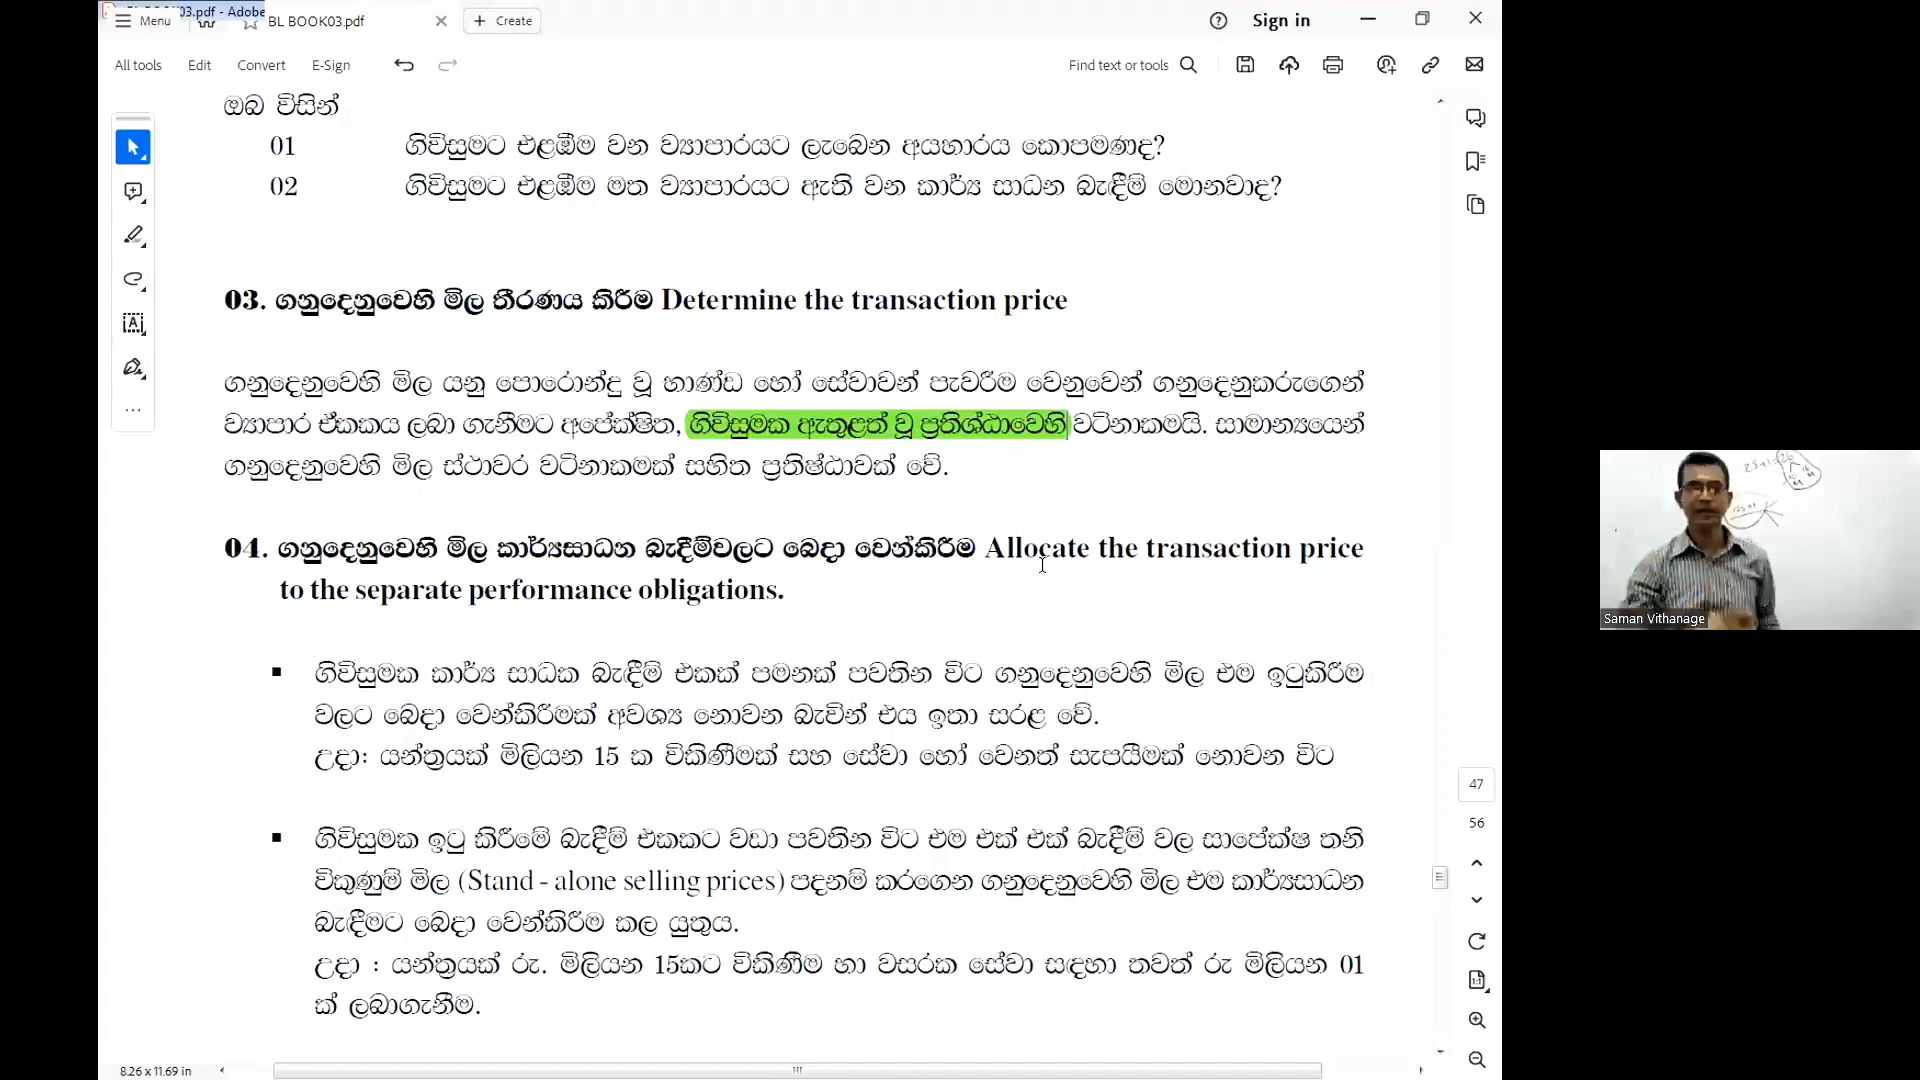 BL BOOK03.pdf - Adobe
Menu
BL BOOK03.pdf
Create
Sign in
All tools
Edit
Convert
E-Sign
Find text or tools
ඔබ විසින්
01 ගිවිසුමට එළඹීම වන ව්‍යාපාරයට ලැබෙන අයභාරය කොපමණද?
02 ගිවිසුමට එළඹීම මත ව්‍යාපාරයට ඇති වන කාර්ය සාධන බැඳීම් මොනවාද?
03. ගනුදෙනුවෙහි මිල තීරණය කිරීම Determine the transaction price
ගනුදෙනුවෙහි මිල යනු පොරොන්දු වූ භාණ්ඩ හෝ සේවාවන් පැවරීම වෙනුවෙන් ගනුදෙනුකරුගෙන්
ව්‍යාපාර ඒකකය ලබා ගැනීමට අපේක්ෂිත, ගිවිසුමක ඇතුළත් වූ ප්‍රතිශ්ඨාවෙහි වටිනාකමයි. සාමාන්‍යයෙන්
ගනුදෙනුවෙහි මිල ස්ථාවර වටිනාකමක් සහිත ප්‍රතිෂ්ඨාවක් වේ.
04. ගනුදෙනුවෙහි මිල කාර්යසාධන බැදීම්වලට බෙදා වෙන්කිරීම Allocate the transaction price
to the separate performance obligations.
▪ ගිවිසුමක කාර්ය සාධක බැඳීම් එකක් පමනක් පවතින විට ගනුදෙනුවෙහි මිල එම ඉටුකිරීම
වලට බෙදා වෙන්කිරීමක් අවශ්‍ය නොවන බැවින් එය ඉතා සරළ වේ.
උදා: යන්ත්‍රයක් මිලියන 15 ක විකිණීමක් සහ සේවා හෝ වෙනත් සැපයීමක් නොවන විට
▪ ගිවිසුමක ඉටු කිරීමේ බැදීම් එකකට වඩා පවතින විට එම එක් එක් බැදීම් වල සාපේක්ෂ තනි
විකුණුම් මිල (Stand - alone selling prices) පදනම් කරගෙන ගනුදෙනුවෙහි මිල එම කාර්යසාධන
බැඳීමට බෙදා වෙන්කිරීම කල යුතුය.
උදා : යන්ත්‍රයක් රු. මිලියන 15කට විකිණීම හා වසරක සේවා සඳහා තවත් රු මිලියන 01
ක් ලබාගැනීම.
47
56
8.26 x 11.69 in
Saman Vithanage